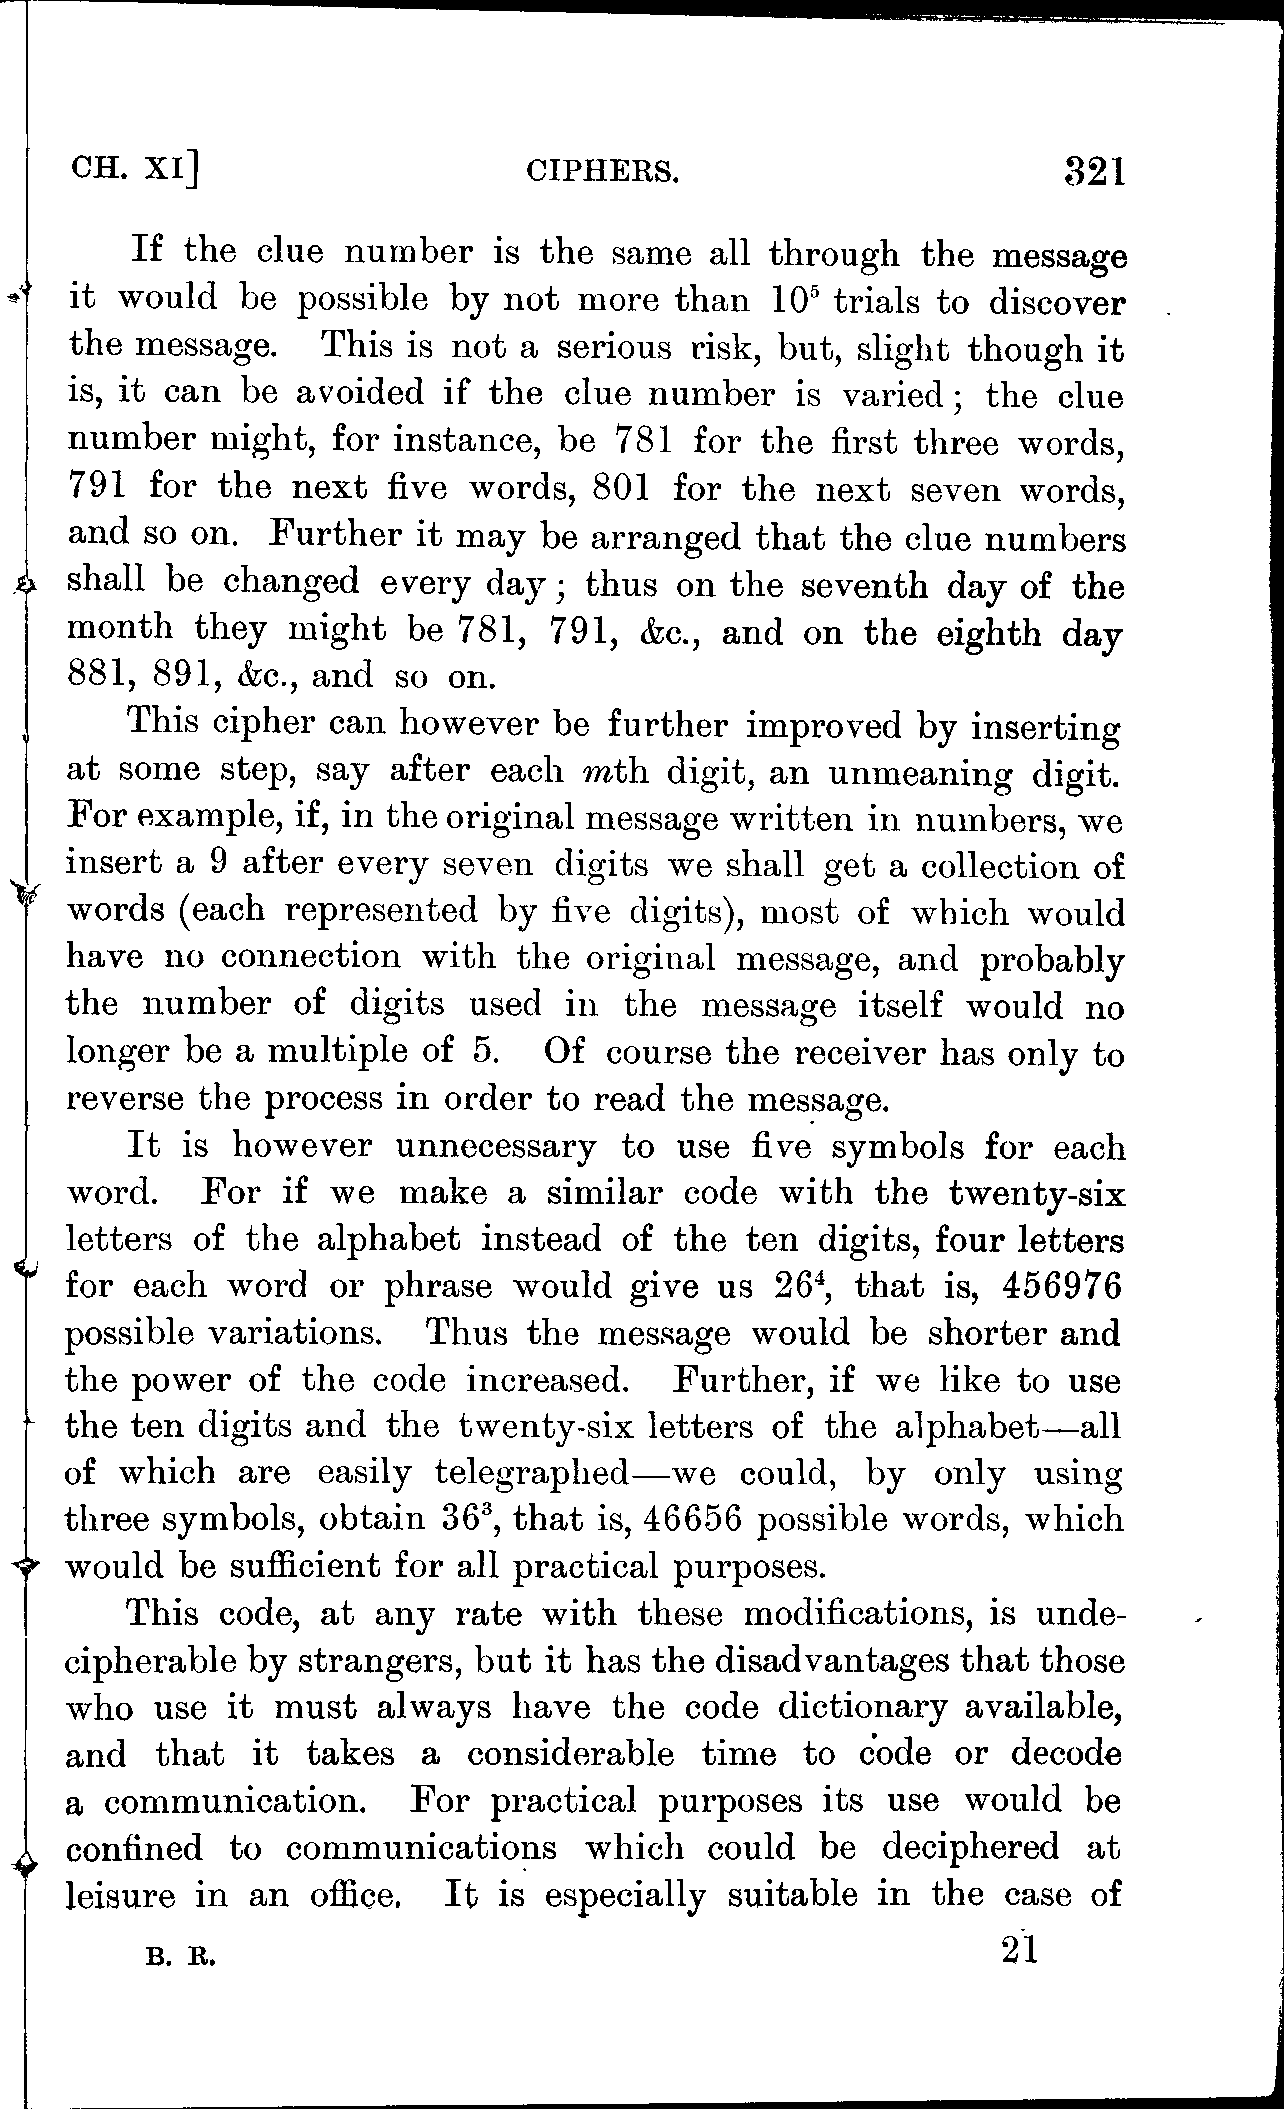 CH. XI] CIPHERS. 321
If the clue number is the same all through the message
it would be possible by not more than 10⁵ trials to discover
the message. This is not a serious risk, but, slight though it
is, it can be avoided if the clue number is varied; the clue
number might, for instance, be 781 for the first three words,
791 for the next five words, 801 for the next seven words,
and so on. Further it may be arranged that the clue numbers
shall be changed every day; thus on the seventh day of the
month they might be 781, 791, &c., and on the eighth day
881, 891, &c., and so on.
This cipher can however be further improved by inserting
at some step, say after each mth digit, an unmeaning digit.
For example, if, in the original message written in numbers, we
insert a 9 after every seven digits we shall get a collection of
words (each represented by five digits), most of which would
have no connection with the original message, and probably
the number of digits used in the message itself would no
longer be a multiple of 5. Of course the receiver has only to
reverse the process in order to read the message.
It is however unnecessary to use five symbols for each
word. For if we make a similar code with the twenty-six
letters of the alphabet instead of the ten digits, four letters
for each word or phrase would give us 26⁴, that is, 456976
possible variations. Thus the message would be shorter and
the power of the code increased. Further, if we like to use
the ten digits and the twenty-six letters of the alphabet—all
of which are easily telegraphed—we could, by only using
three symbols, obtain 36³, that is, 46656 possible words, which
would be sufficient for all practical purposes.
This code, at any rate with these modifications, is unde-
cipherable by strangers, but it has the disadvantages that those
who use it must always have the code dictionary available,
and that it takes a considerable time to code or decode
a communication. For practical purposes its use would be
confined to communications which could be deciphered at
leisure in an office. It is especially suitable in the case of
B. R. 21